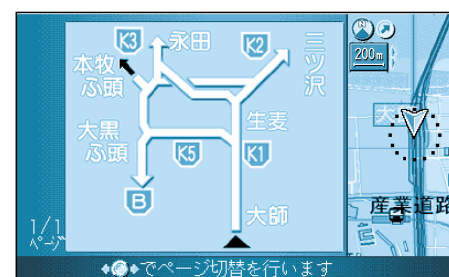 K3
永田
K2
本牧
ふ頭
三ツ沢
200m
大黒
ふ頭
生麦
K5
K1
B
大師
産業道路
1/1
ページ
でページ切替を行います